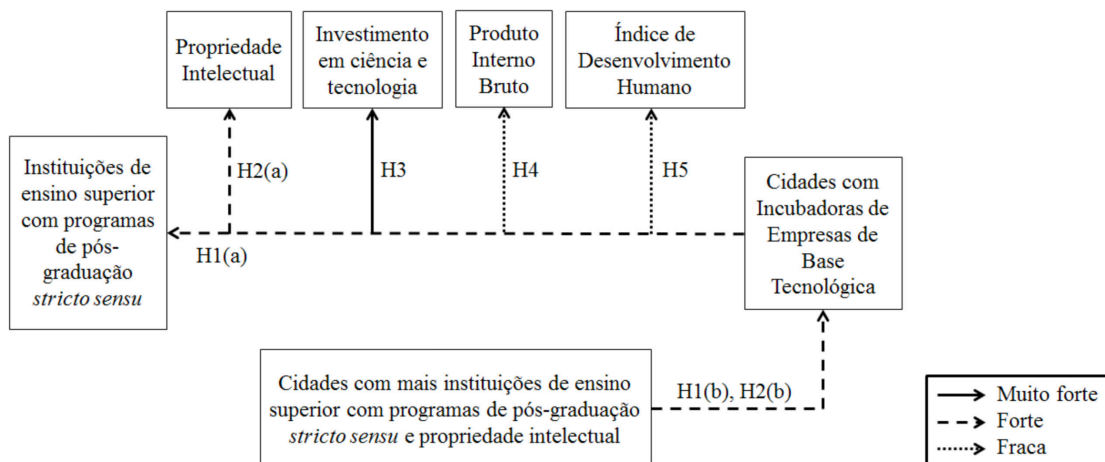 Propriedade
Intelectual
Investimento
em ciência e
tecnologia
Produto
Interno
Bruto
Índice de
Desenvolvimento
Humano
Instituições de
ensino superior
com programas
de pós-
graduação
stricto sensu
H2(a)
H3
H4
H5
H1(a)
Cidades com
Incubadoras de
Empresas de
Base
Tecnológica
Cidades com mais instituições de ensino
superior com programas de pós-graduação
stricto sensu e propriedade intelectual
H1(b), H2(b)
Muito forte
Forte
Fraca